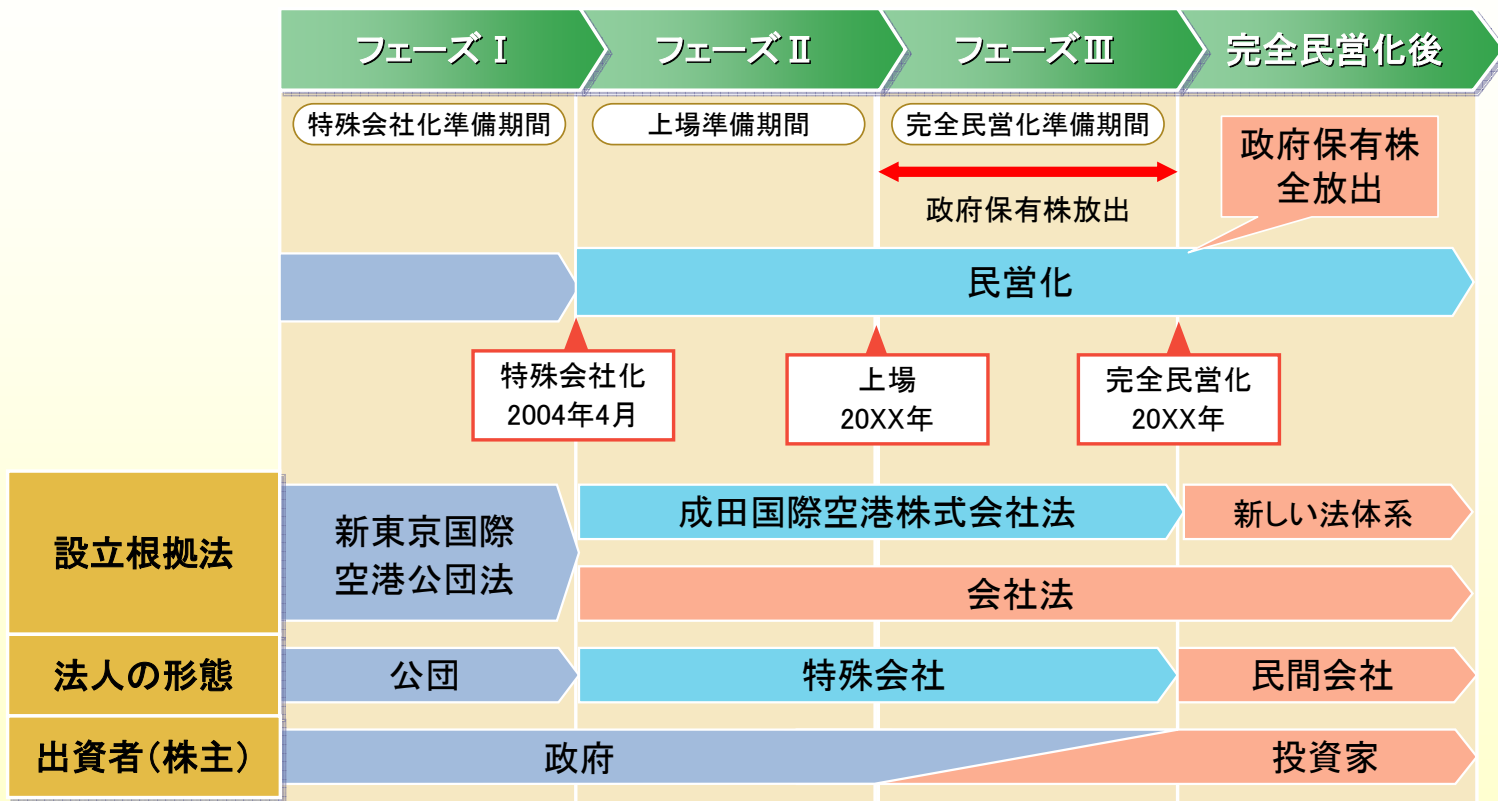 フェーズⅠ
フェーズⅡ
フェーズⅢ
完全民営化後
特殊会社化準備期間
上場準備期間
完全民営化準備期間
政府保有株
全放出
政府保有株放出
民営化
特殊会社化
2004年4月
上場
20XX年
完全民営化
20XX年
設立根拠法
新東京国際
空港公団法
成田国際空港株式会社法
新しい法体系
会社法
法人の形態
公団
特殊会社
民間会社
出資者(株主)
政府
投資家